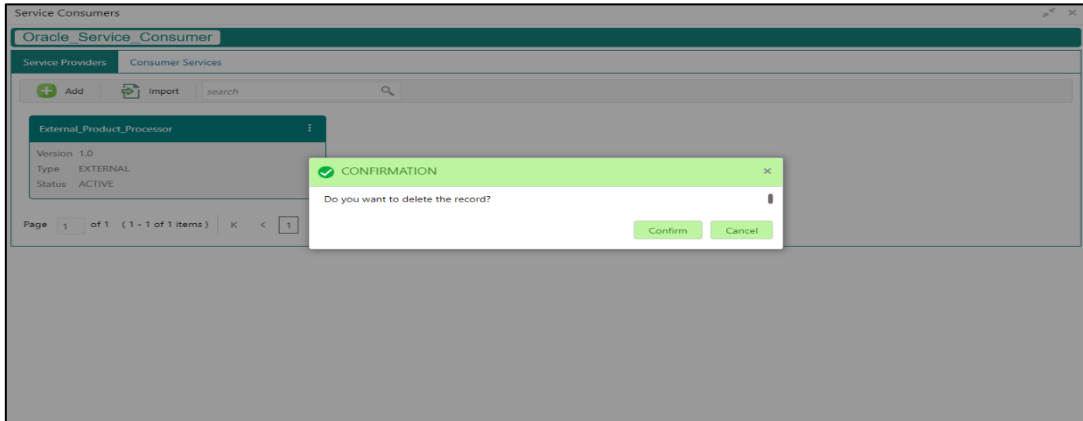 Service Consumers
Oracle_Service_Consumer
Service Providers Consumer Services
Add Import search
External_Product_Processor
Version 1.0
Type EXTERNAL
Status ACTIVE
Page 1 of 1 (1 - 1 of 1 items) K < 1
CONFIRMATION
Do you want to delete the record?
Confirm Cancel